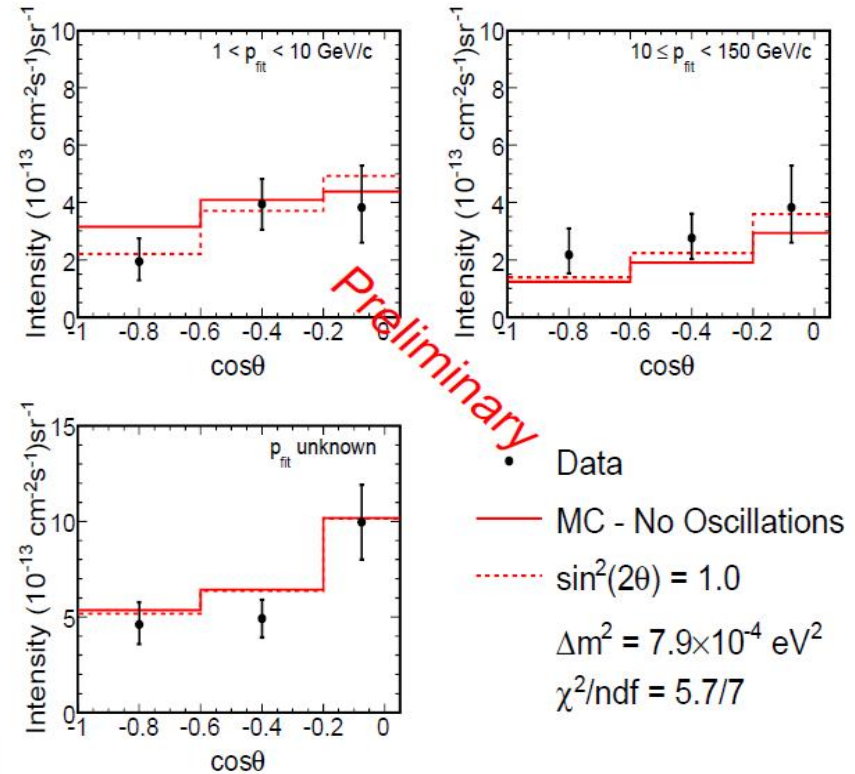 10
8
6
4
2
0
-1
-0.8
-0.6
-0.4
-0.2
0
Intensity (10⁻¹³ cm⁻²s⁻¹)sr⁻¹
cosθ
1 < p_fit < 10 GeV/c
10
8
6
4
2
0
-1
-0.8
-0.6
-0.4
-0.2
0
Intensity (10⁻¹³ cm⁻²s⁻¹)sr⁻¹
cosθ
10 ≤ p_fit < 150 GeV/c
Preliminary
15
10
5
0
-1
-0.8
-0.6
-0.4
-0.2
0
Intensity (10⁻¹³ cm⁻²s⁻¹)sr⁻¹
cosθ
p_fit unknown
Data
MC - No Oscillations
sin²(2θ) = 1.0
Δm² = 7.9×10⁻⁴ eV²
χ²/ndf = 5.7/7